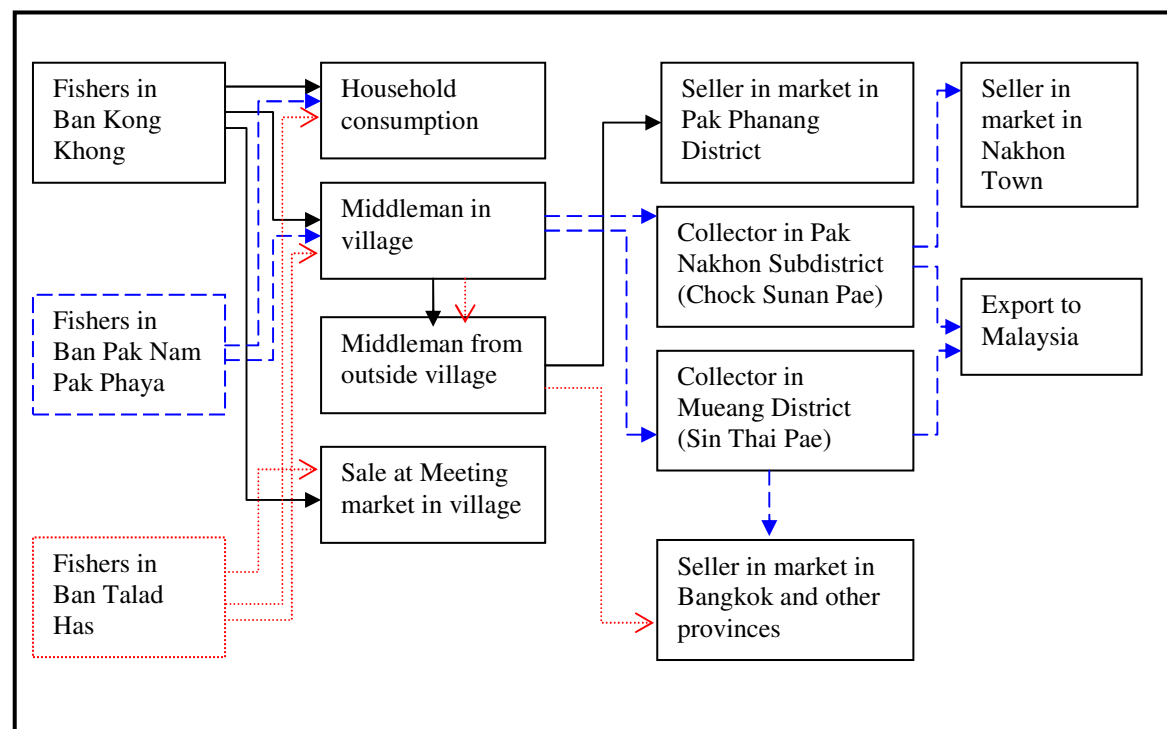 Fishers in
Ban Kong
Khong
Household
consumption
Seller in market in
Pak Phanang
District
Seller in
market in
Nakhon
Town
Middleman in
village
Collector in Pak
Nakhon Subdistrict
(Chock Sunan Pae)
Fishers in
Ban Pak Nam
Pak Phaya
Middleman from
outside village
Export to
Malaysia
Collector in
Mueang District
(Sin Thai Pae)
Sale at Meeting
market in village
Fishers in
Ban Talad
Has
Seller in market in
Bangkok and other
provinces